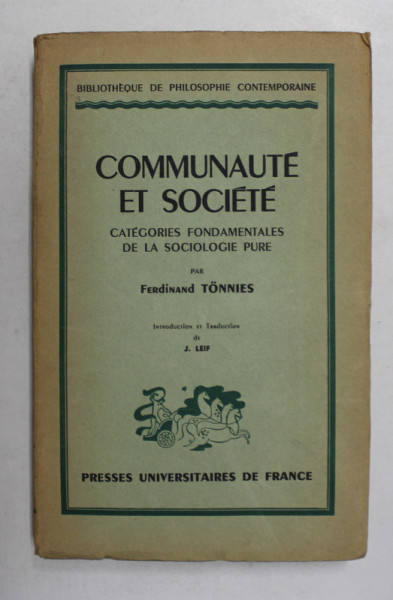 BIBLIOTHÈQUE DE PHILOSOPHIE CONTEMPORAINE
COMMUNAUTÉ
ET SOCIÉTÉ
CATÉGORIES FONDAMENTALES
DE LA SOCIOLOGIE PURE
PAR
Ferdinand TÖNNIES
Introduction et Traduction
de
J. LEIF
PRESSES UNIVERSITAIRES DE FRANCE